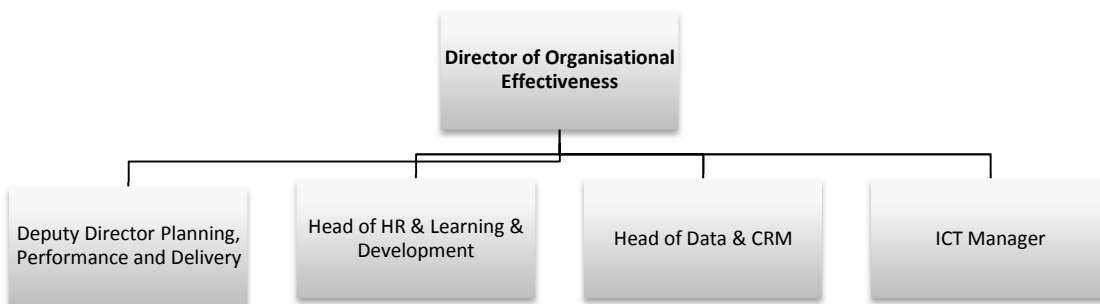 Director of Organisational
Effectiveness
Deputy Director Planning,
Performance and Delivery
Head of HR & Learning &
Development
Head of Data & CRM
ICT Manager